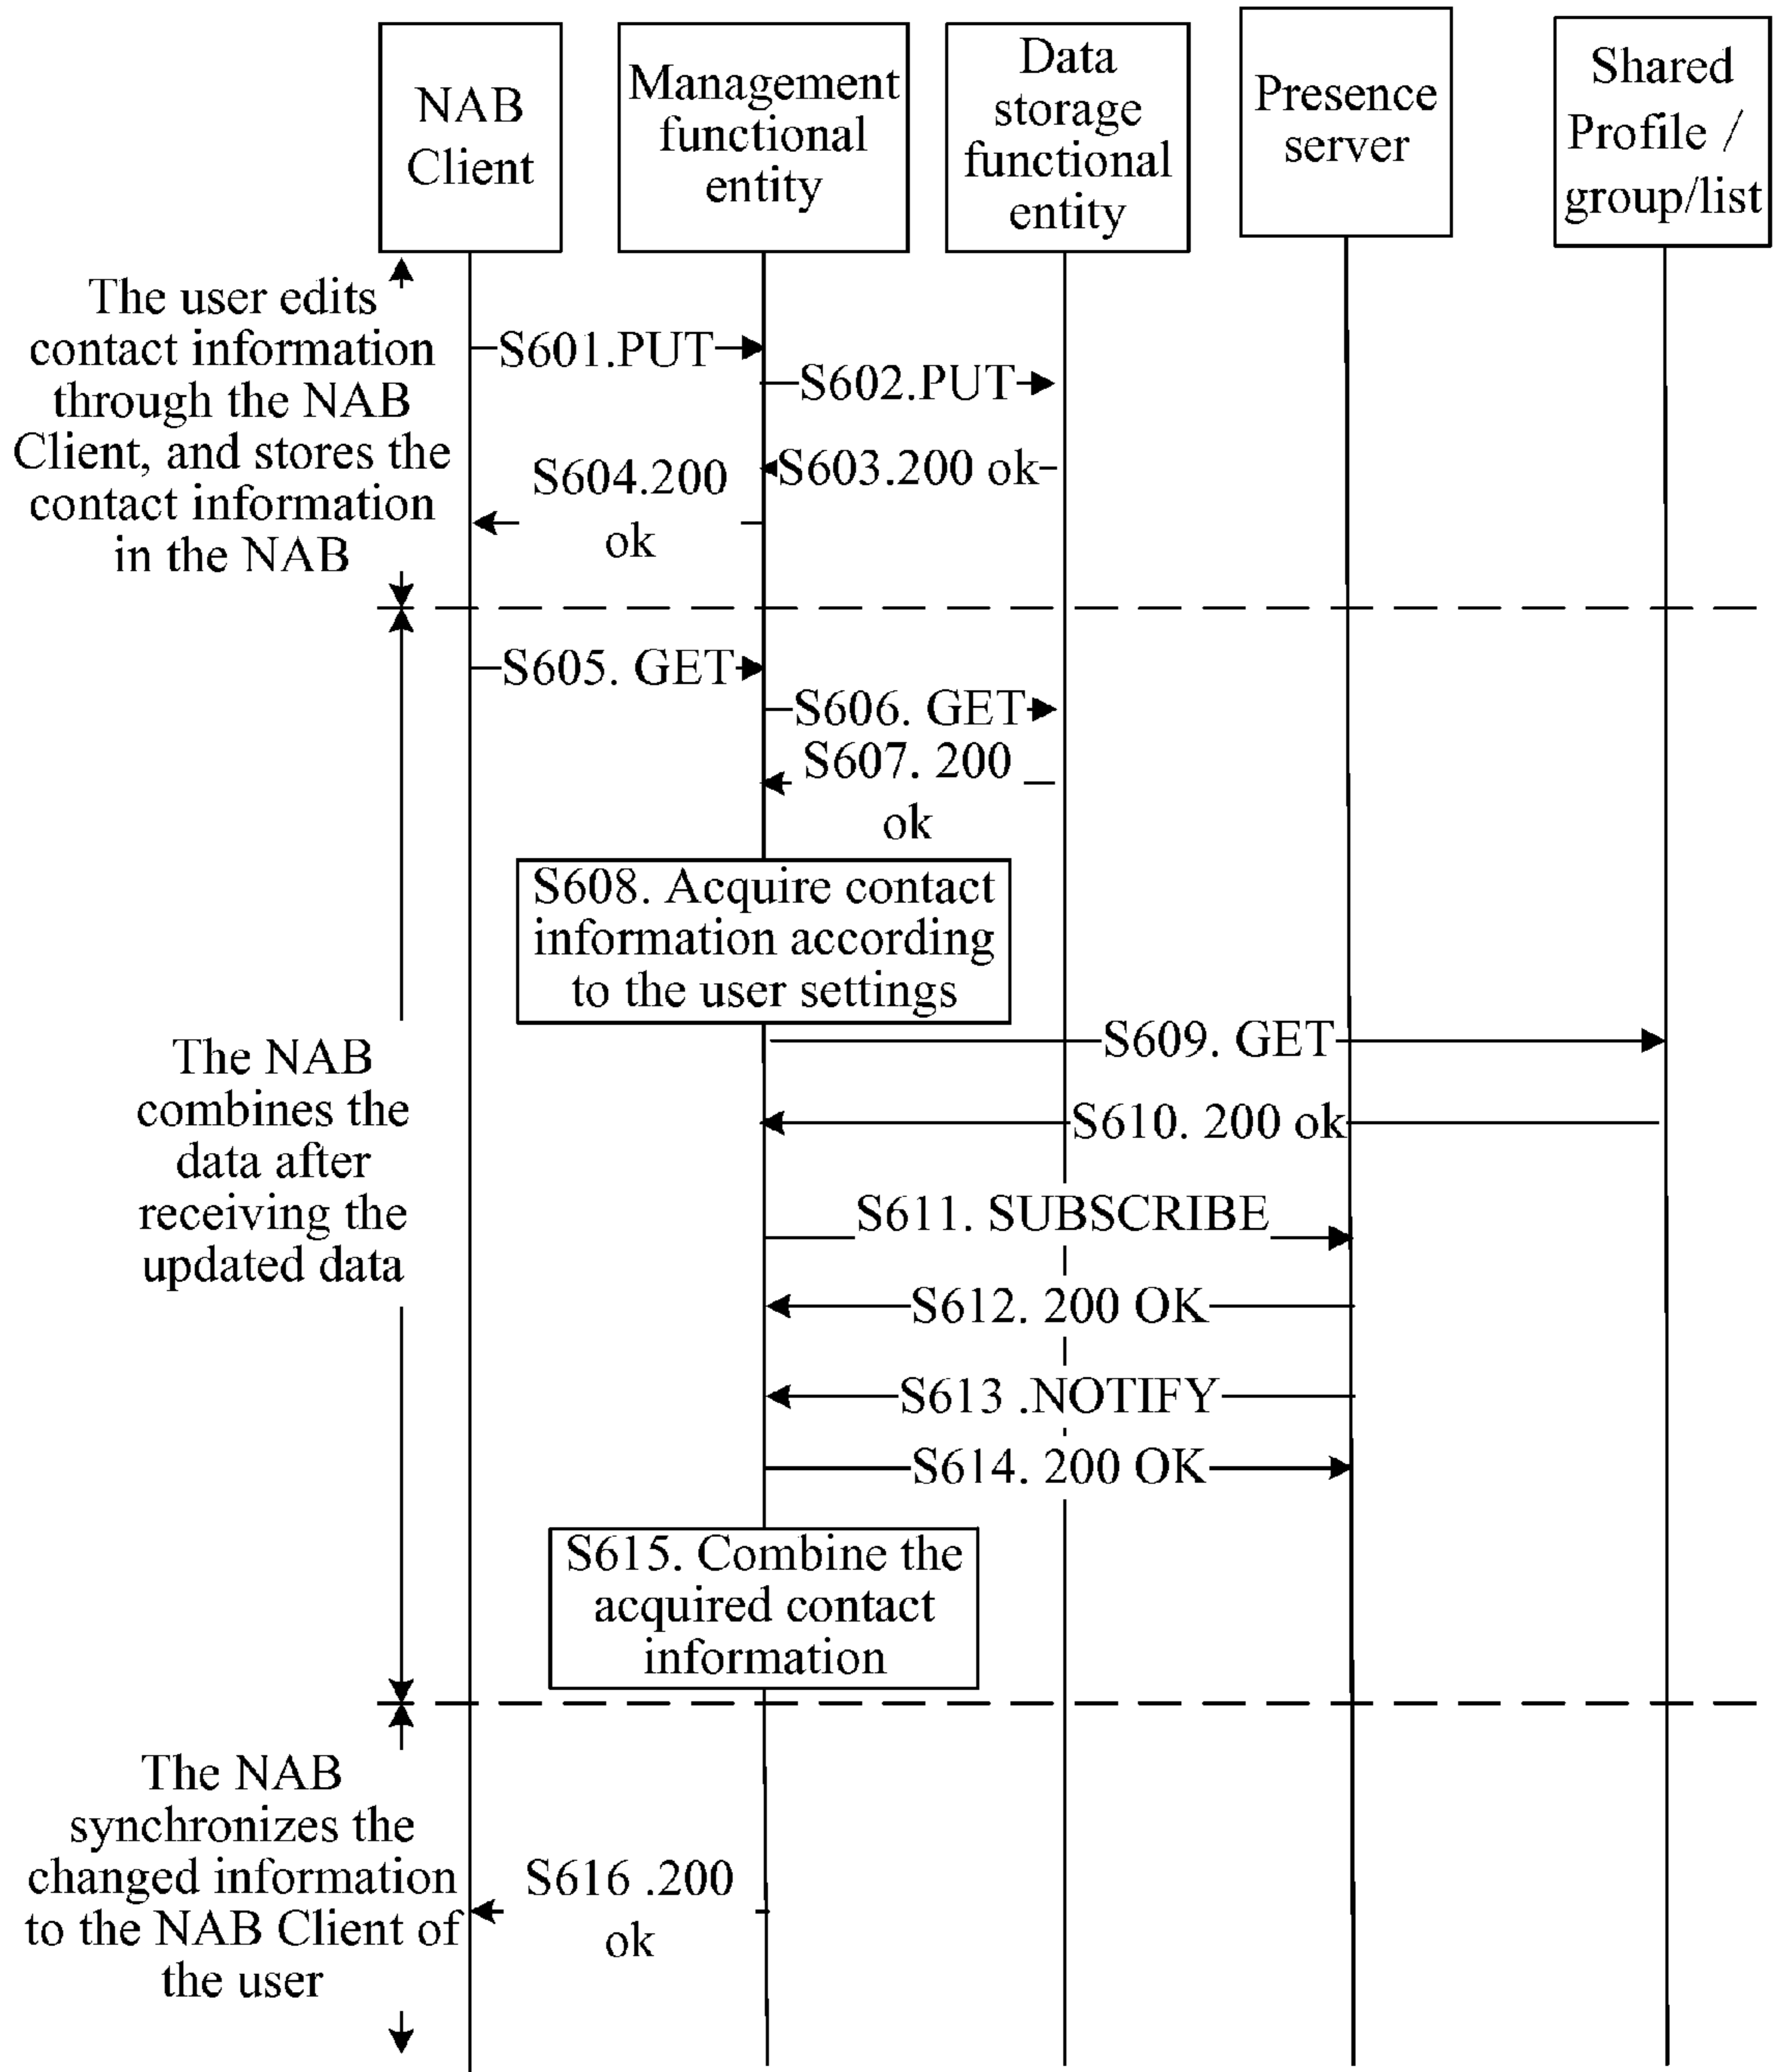 NAB
Client
Management
functional
entity
Data
storage
functional
entity
Presence
server
Shared
Profile /
group/list
The user edits
contact information
through the NAB
Client, and stores the
contact information
in the NAB
S601.PUT
S602.PUT
S603.200 ok
S604.200
ok
S605. GET
S606. GET
S607. 200
ok
S608. Acquire contact
information according
to the user settings
The NAB
combines the
data after
receiving the
updated data
S609. GET
S610. 200 ok
S611. SUBSCRIBE
S612. 200 OK
S613 .NOTIFY
S614. 200 OK
S615. Combine the
acquired contact
information
The NAB
synchronizes the
changed information
to the NAB Client of
the user
S616 .200
ok